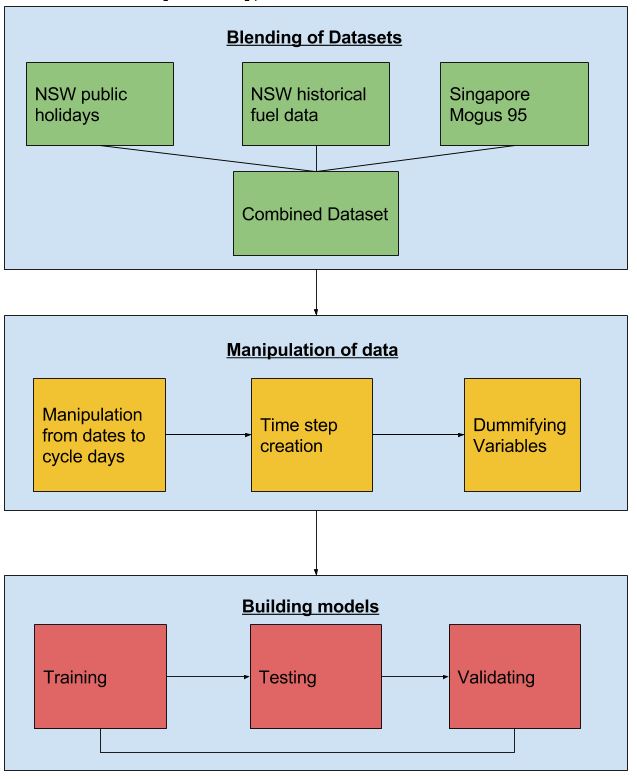 Blending of Datasets
NSW public
holidays
NSW historical
fuel data
Singapore
Mogus 95
Combined Dataset
Manipulation of data
Manipulation
from dates to
cycle days
Time step
creation
Dummifying
Variables
Building models
Training
Testing
Validating